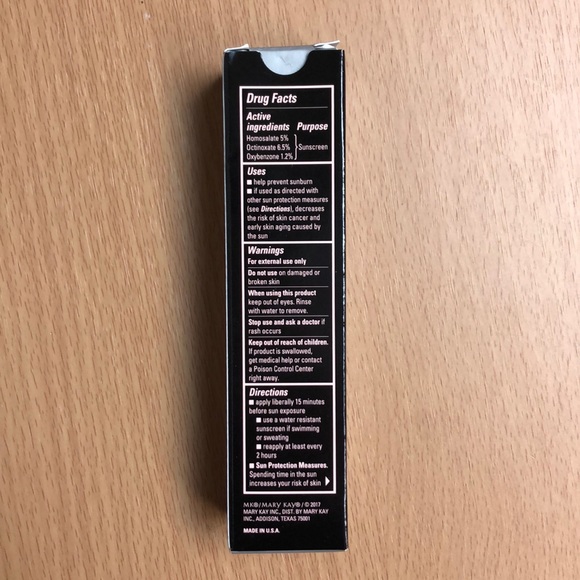 Drug Facts
Active
ingredients Purpose
Homosalate 5%
Octinoxate 6.5% Sunscreen
Oxybenzone 1.2%
Uses
■ help prevent sunburn
■ if used as directed with
other sun protection measures
(see Directions), decreases
the risk of skin cancer and
early skin aging caused by
the sun
Warnings
For external use only
Do not use on damaged or
broken skin
When using this product
keep out of eyes. Rinse
with water to remove.
Stop use and ask a doctor if
rash occurs
Keep out of reach of children.
If product is swallowed,
get medical help or contact
a Poison Control Center
right away.
Directions
■ apply liberally 15 minutes
before sun exposure
■ use a water resistant
sunscreen if swimming
or sweating
■ reapply at least every
2 hours
■ Sun Protection Measures.
Spending time in the sun
increases your risk of skin
MK®/MARY KAY®/ © 2017
MARY KAY INC., DIST. BY MARY KAY
INC., ADDISON, TEXAS 75001
MADE IN U.S.A.